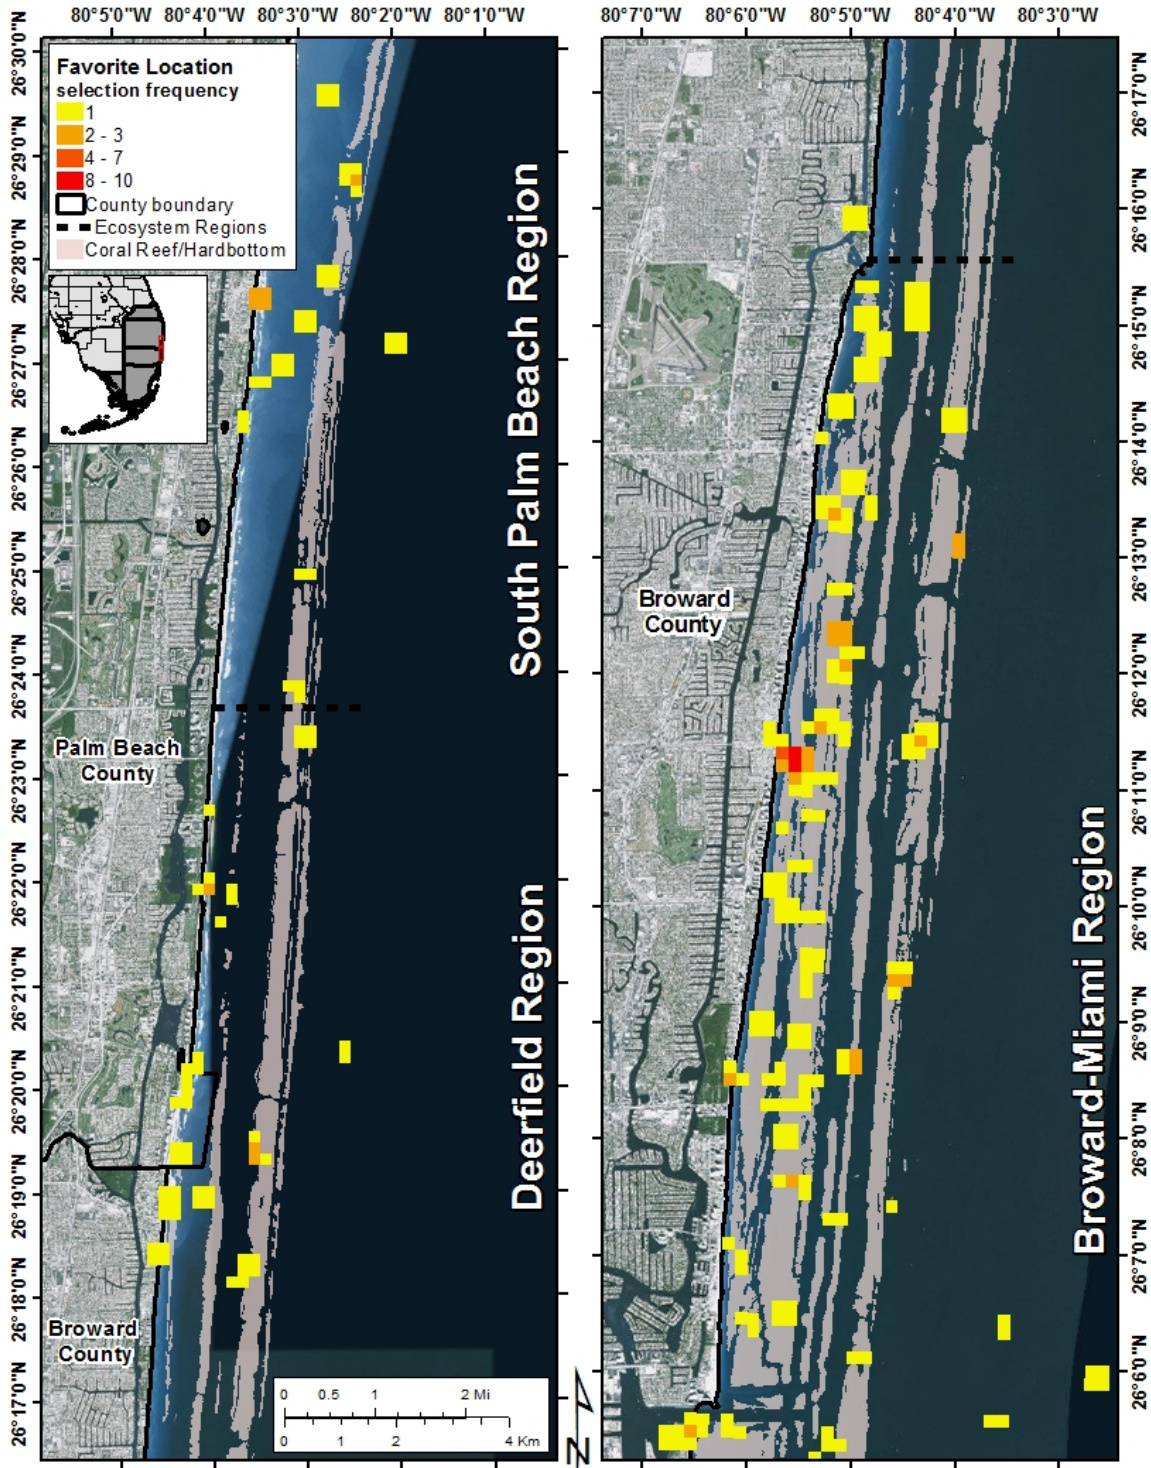 80°5'0"W 80°4'0"W 80°3'0"W 80°2'0"W 80°1'0"W
80°7'0"W 80°6'0"W 80°5'0"W 80°4'0"W 80°3'0"W
26°30'0"N
26°29'0"N
26°28'0"N
26°27'0"N
26°26'0"N
26°25'0"N
26°24'0"N
26°23'0"N
26°22'0"N
26°21'0"N
26°20'0"N
26°19'0"N
26°18'0"N
26°17'0"N
Favorite Location
selection frequency
1
2 - 3
4 - 7
8 - 10
County boundary
Ecosystem Regions
Coral Reef/Hardbottom
South Palm Beach Region
Palm Beach
County
Deerfield Region
Broward
County
0 0.5 1 2 Mi
0 1 2 4 Km
N
Broward
County
Broward-Miami Region
26°17'0"N
26°16'0"N
26°15'0"N
26°14'0"N
26°13'0"N
26°12'0"N
26°11'0"N
26°10'0"N
26°9'0"N
26°8'0"N
26°7'0"N
26°6'0"N